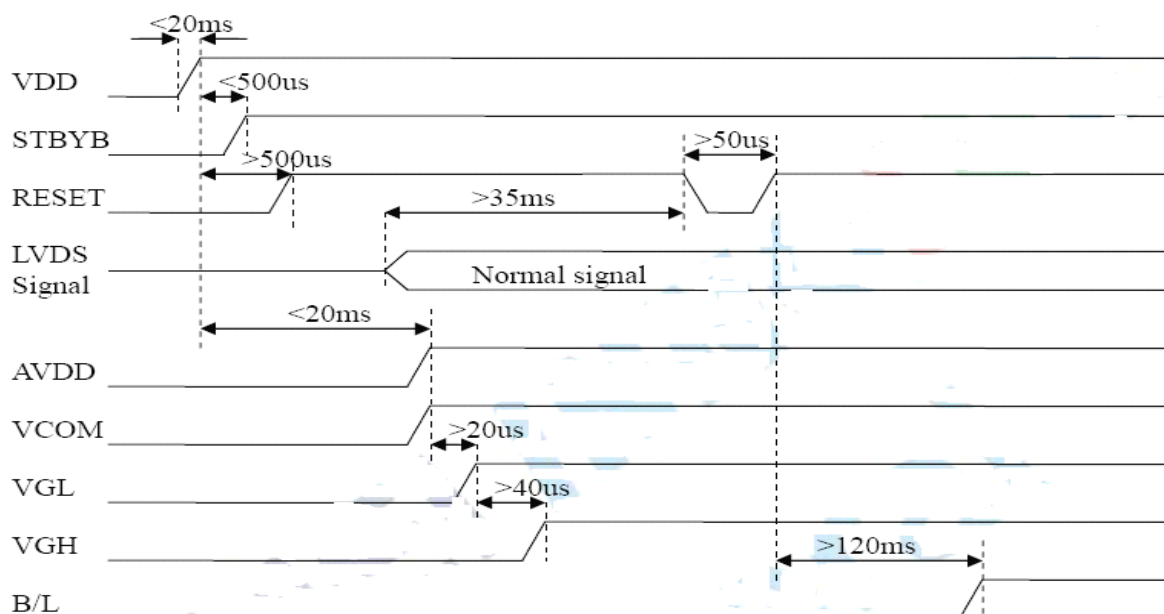 <20ms
VDD
<500us
STBYB
>500us
>50us
RESET
>35ms
LVDS
Signal
Normal signal
<20ms
AVDD
VCOM
>20us
VGL
>40us
VGH
>120ms
B/L